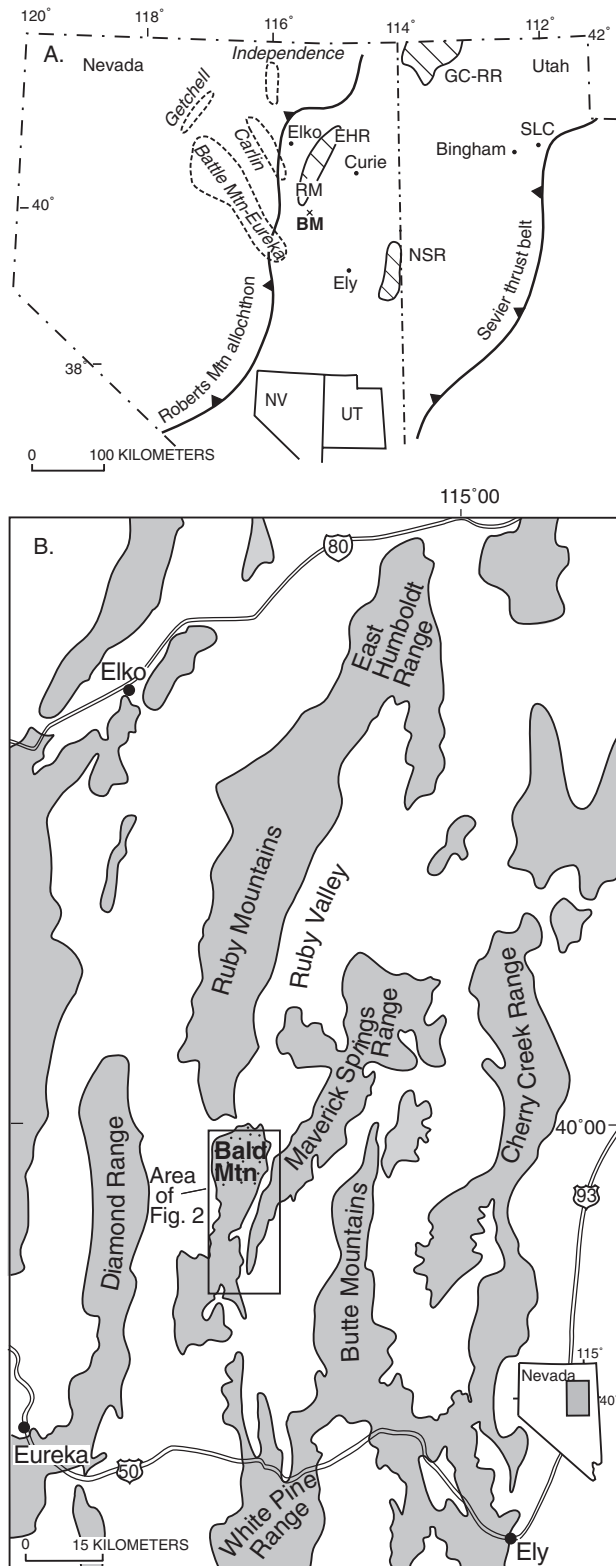 120˚
118˚
116˚
114˚
112˚
42˚
A.
Nevada
Independence
GC-RR
Utah
Getchell
Carlin
Elko
EHR
Curie
SLC
Bingham
Battle Mtn-Eureka
RM
40˚
BM
NSR
Ely
Sevier thrust belt
Roberts Mtn allochthon
38˚
NV
UT
0 100 KILOMETERS
115˚00
B.
80
East
Humboldt
Range
Elko
Ruby Mountains
Ruby Valley
Maverick Springs
Range
Cherry Creek Range
40˚00
Bald
Mtn
Area
of
Fig. 2
Diamond Range
93
Butte Mountains
115˚
Nevada
40˚
Eureka
50
White Pine
Range
0 15 KILOMETERS
Ely